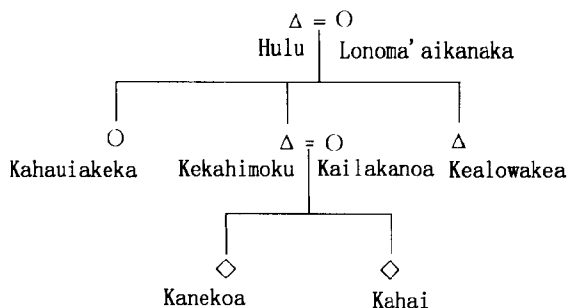 Δ = O
Hulu Lonoma'aikanaka
O Δ = O Δ
Kahauiakeka Kekahimoku Kailakanoa Kealowakea
◇ ◇
Kanekoa Kahai